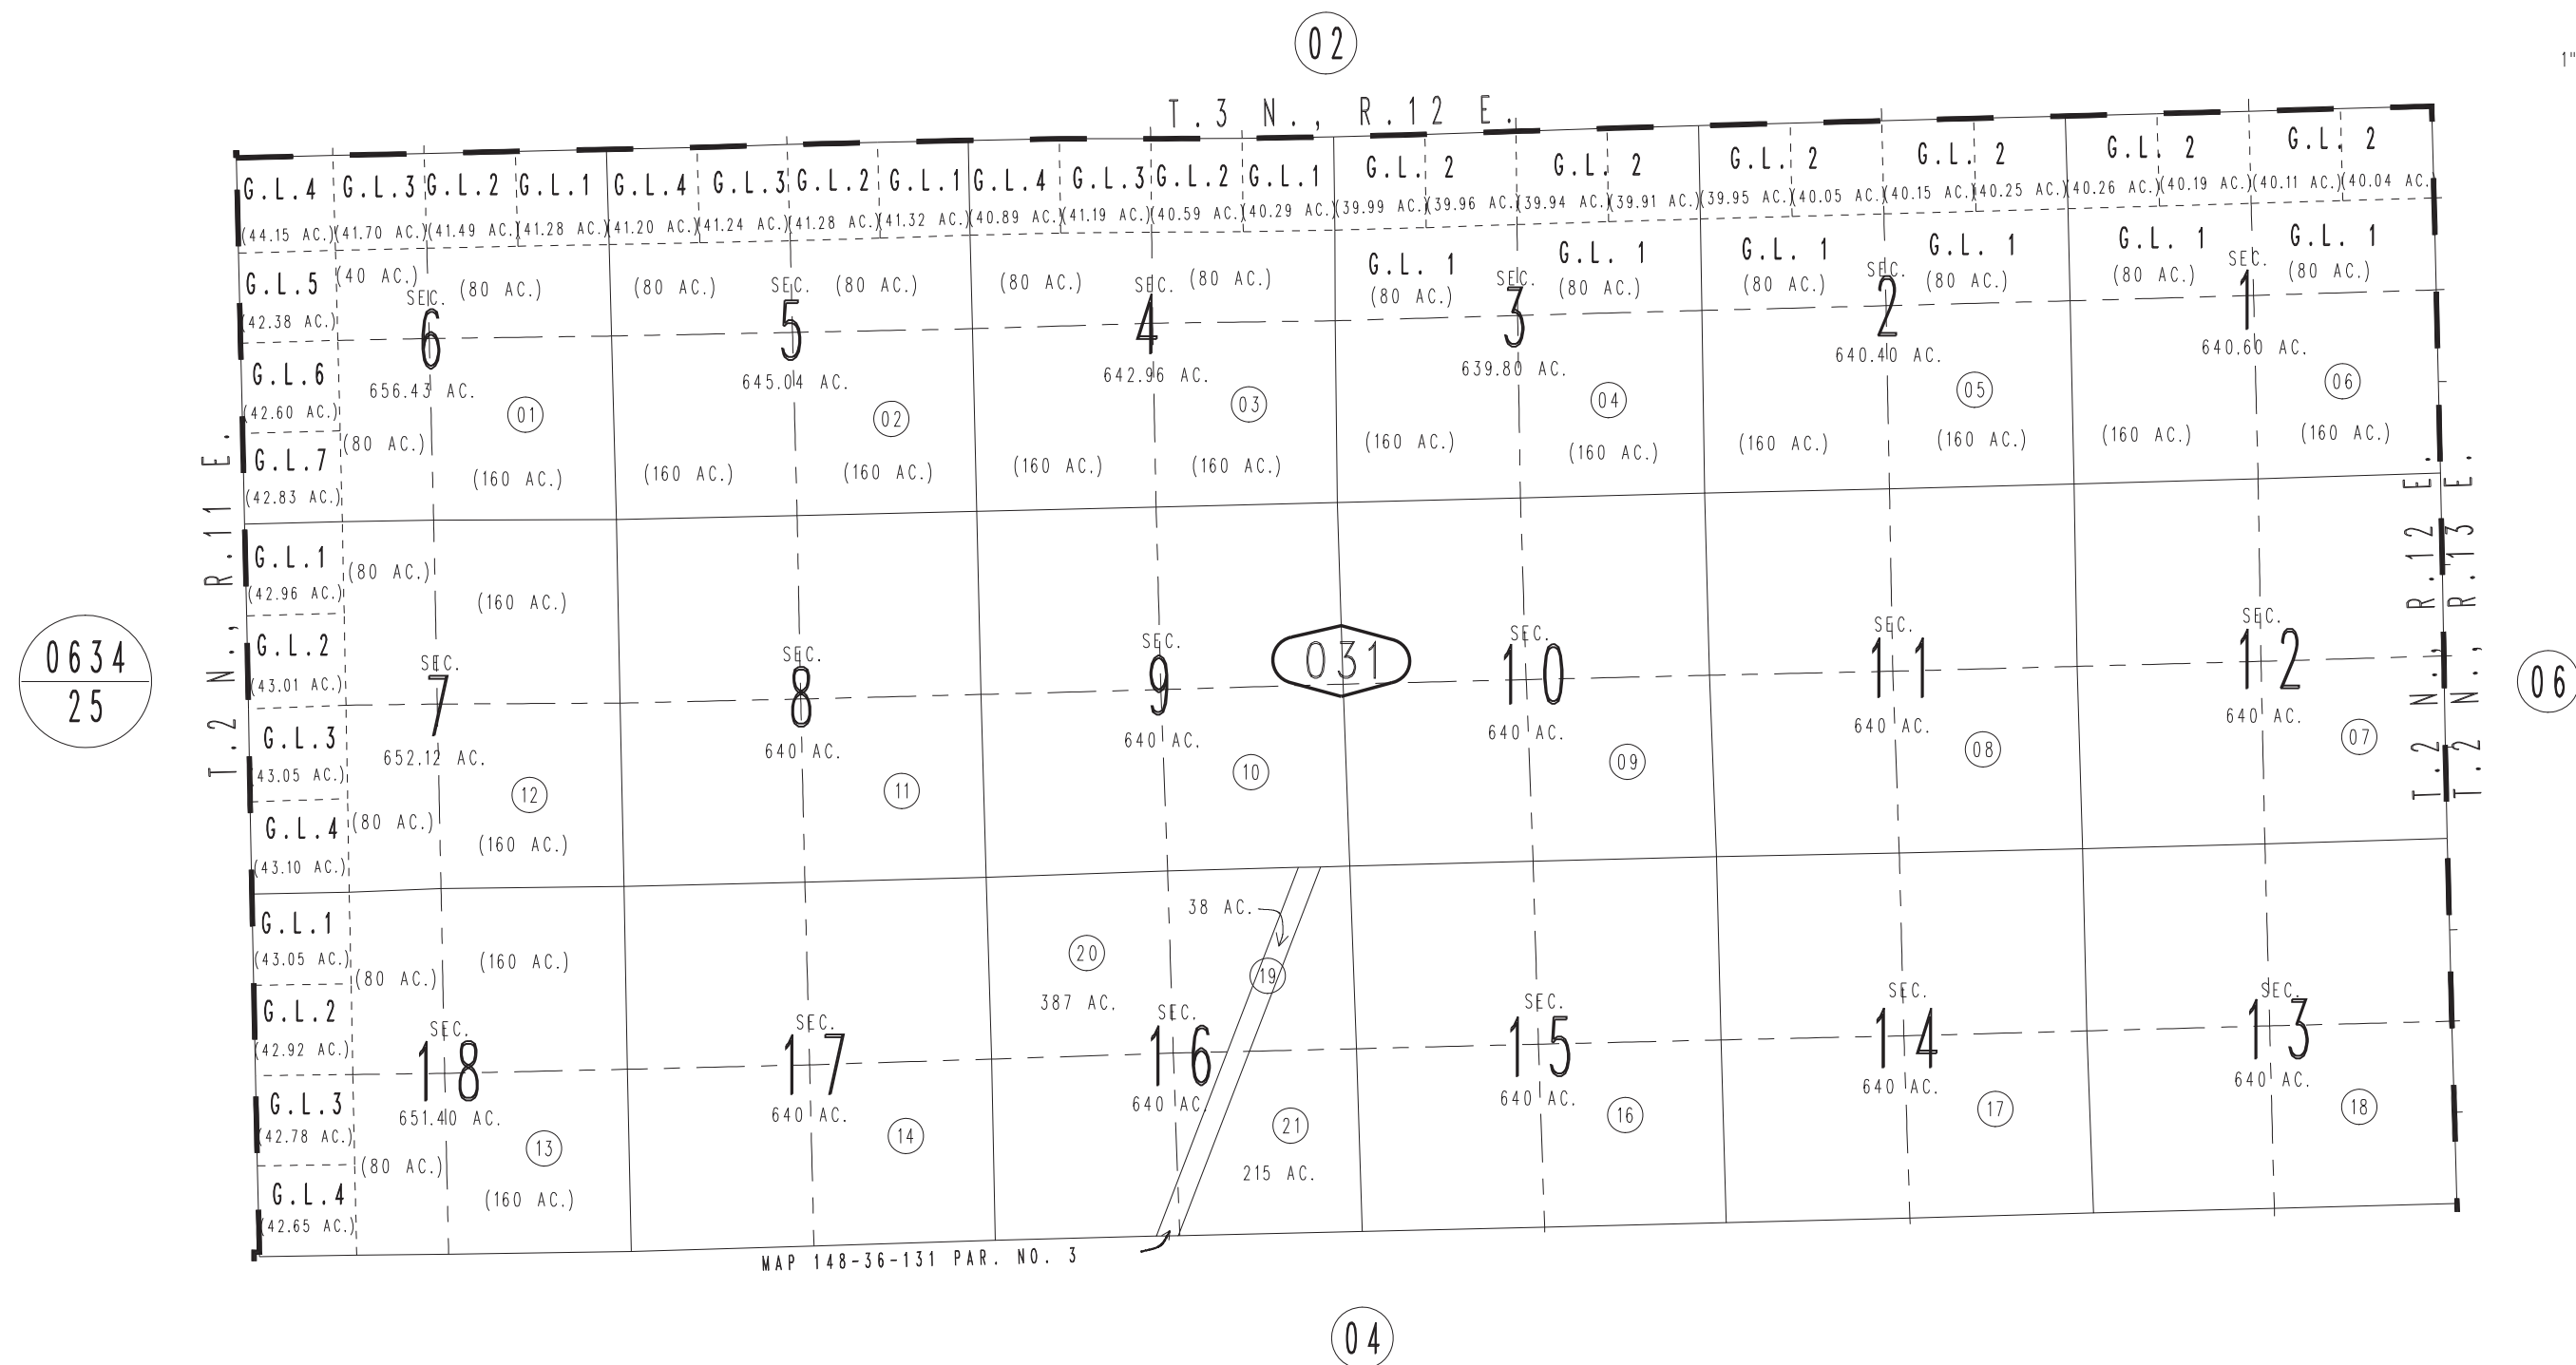 02
1"
T.3 N., R.12 E.
G.L.4 G.L.3 G.L.2 G.L.1 G.L.4 G.L.3 G.L.2 G.L.1 G.L.4 G.L.3 G.L.2 G.L.1 G.L. 2 G.L. 2 G.L. 2 G.L. 2 G.L. 2 G.L. 2
(44.15 AC.) (41.70 AC.) (41.49 AC.) (41.28 AC.) (41.20 AC.) (41.24 AC.) (41.28 AC.) (41.32 AC.) (40.89 AC.) (41.19 AC.) (40.59 AC.) (40.29 AC.) (39.99 AC.) (39.96 AC.) (39.94 AC.) (39.91 AC.) (39.95 AC.) (40.05 AC.) (40.15 AC.) (40.25 AC.) (40.26 AC.) (40.19 AC.) (40.11 AC.) (40.04 AC.
G.L. 1 G.L. 1 G.L. 1 G.L. 1 G.L. 1 G.L. 1
G.L.5 (40 AC.) (80 AC.) (80 AC.) (80 AC.) (80 AC.) (80 AC.) (80 AC.) (80 AC.) (80 AC.) (80 AC.) (80 AC.) (80 AC.)
(42.38 AC.)
SEC. SEC. SEC. SEC. SEC. SEC.
6 5 4 3 2 1
656.43 AC. 645.04 AC. 642.96 AC. 639.80 AC. 640.40 AC. 640.60 AC.
G.L.6
(42.60 AC.)
01 02 03 04 05 06
(80 AC.) (160 AC.) (160 AC.) (160 AC.) (160 AC.) (160 AC.) (160 AC.) (160 AC.) (160 AC.) (160 AC.) (160 AC.) (160 AC.)
G.L.7
(42.83 AC.)
T.2 N., R.11 E.
T.2 N., R.12 E.
T.2 N., R.13 E.
G.L.1
(42.96 AC.)
(80 AC.) (160 AC.)
0634
25
G.L.2
(43.01 AC.)
SEC. SEC. SEC. SEC. SEC. SEC.
7 8 9 031 10 11 12
06
652.12 AC. 640 AC. 640 AC. 640 AC. 640 AC. 640 AC.
G.L.3
(43.05 AC.)
12 11 10 09 08 07
G.L.4
(43.10 AC.)
(80 AC.) (160 AC.)
G.L.1
(43.05 AC.)
(80 AC.) (160 AC.)
38 AC.
20 19
387 AC.
G.L.2
(42.92 AC.)
SEC. SEC. SEC. SEC. SEC. SEC.
18 17 16 15 14 13
651.40 AC. 640 AC. 640 AC. 640 AC. 640 AC. 640 AC.
G.L.3
(42.78 AC.)
13 14 21 16 17 18
(80 AC.) (160 AC.)
215 AC.
G.L.4
(42.65 AC.)
MAP 148-36-131 PAR. NO. 3
04